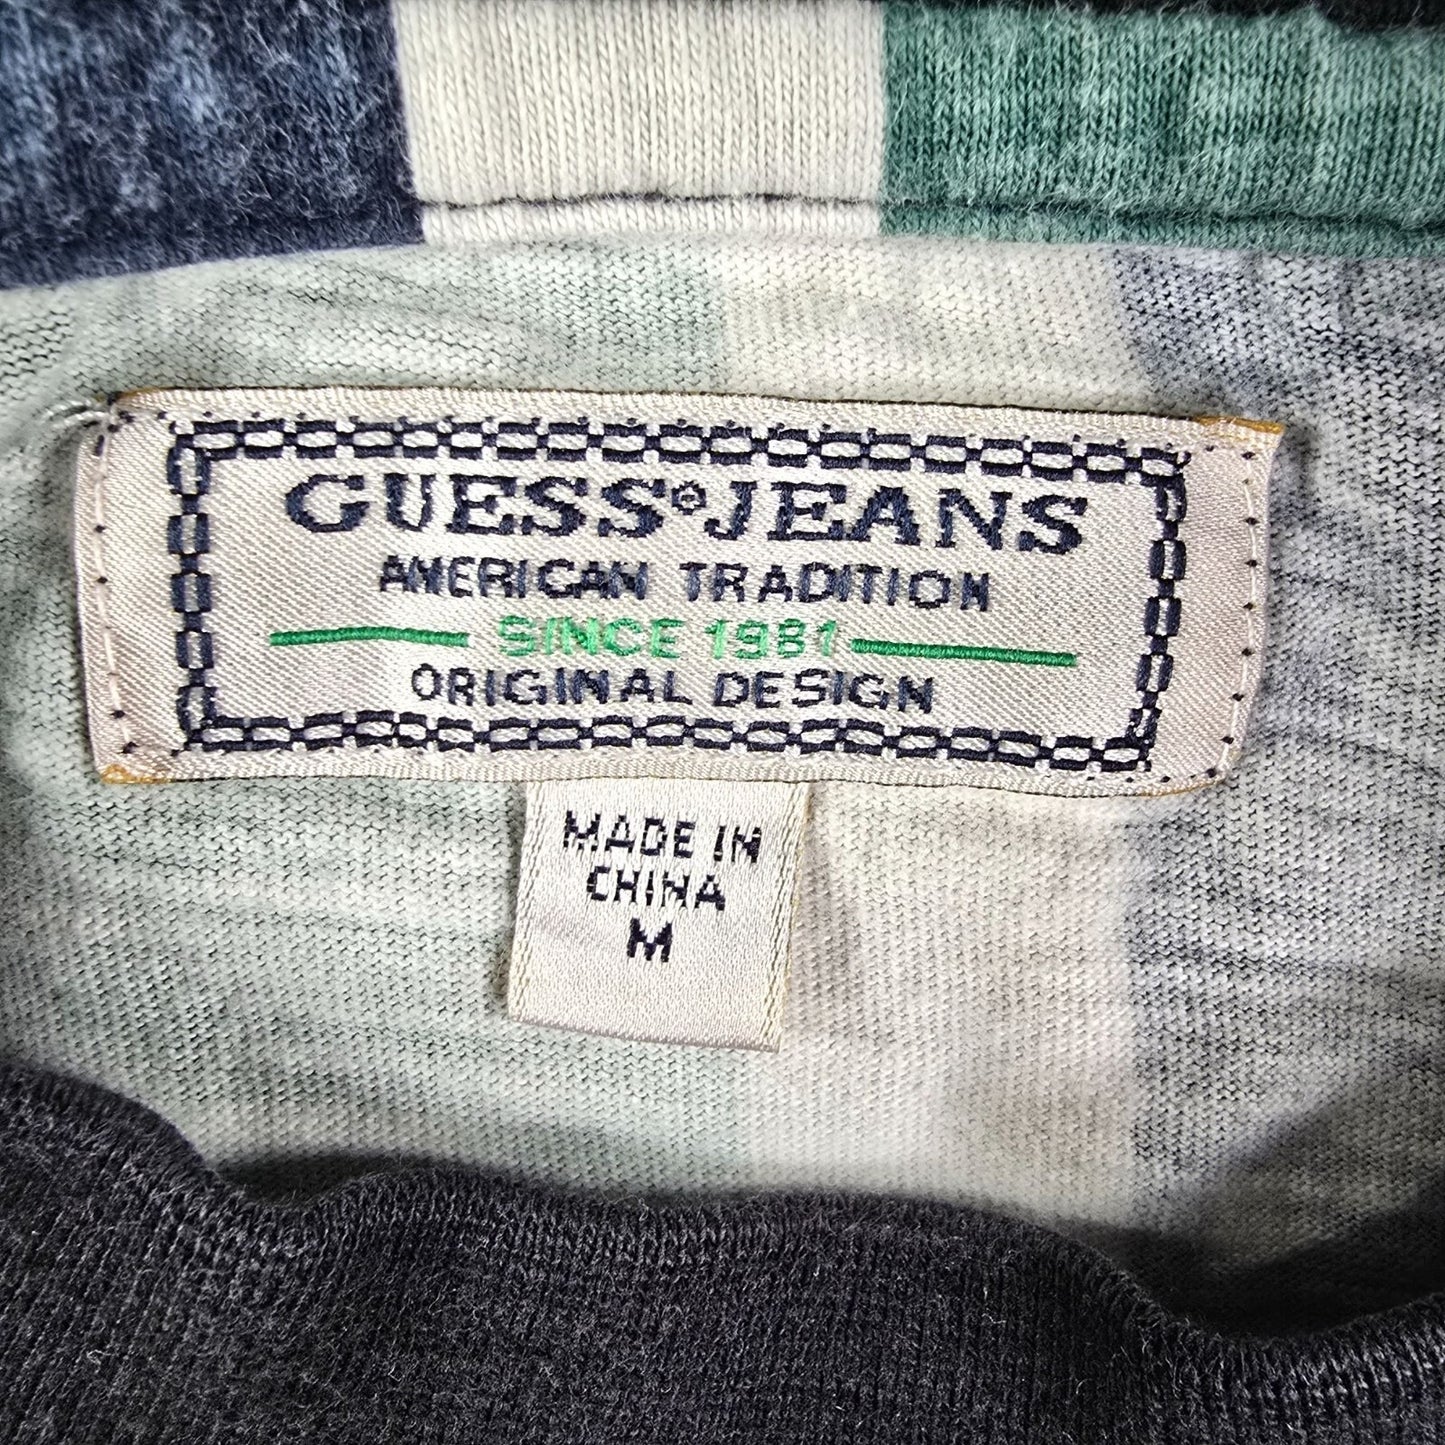 GUESS® JEANS
AMERICAN TRADITION
SINCE 1981
ORIGINAL DESIGN
MADE IN
CHINA
M